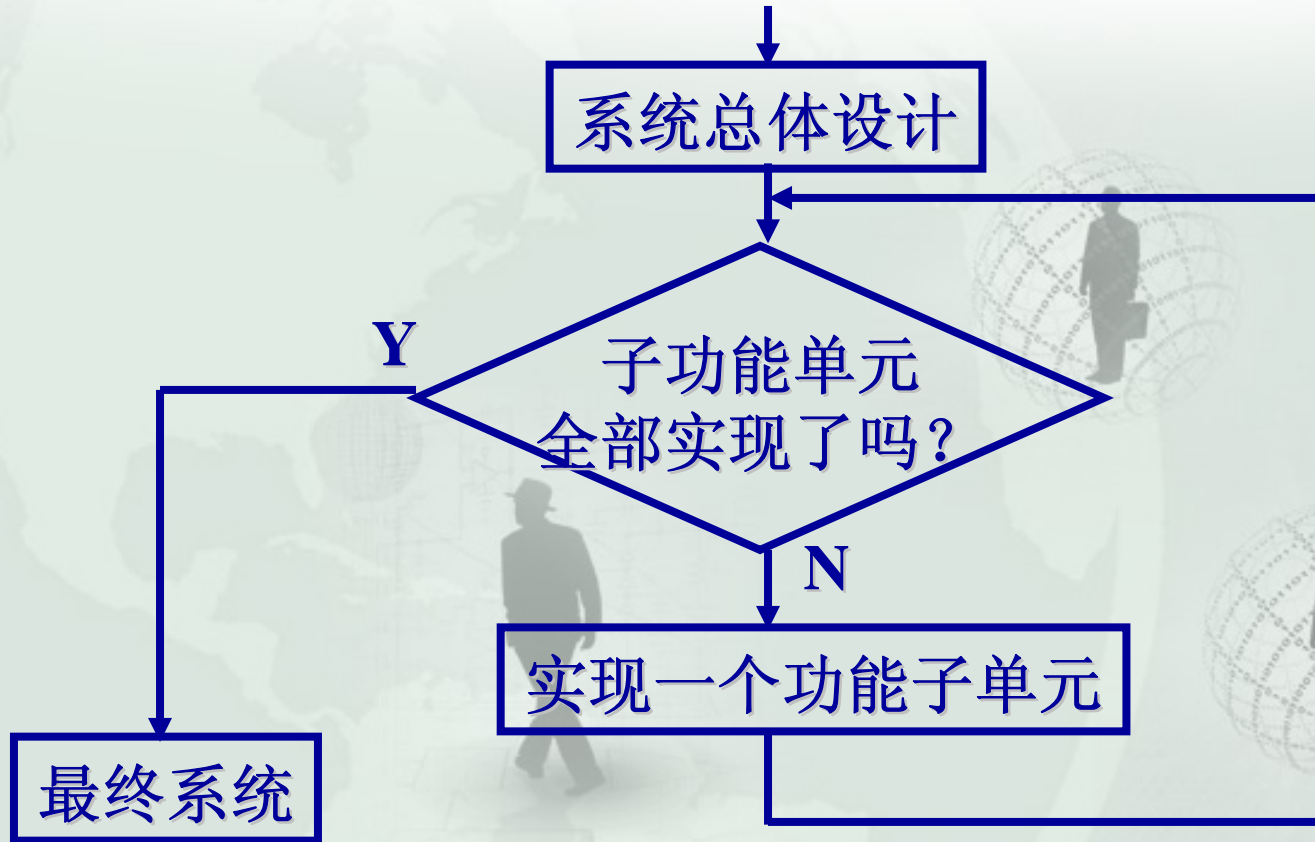 系统总体设计
Y
子功能单元
全部实现了吗？
N
实现一个功能子单元
最终系统